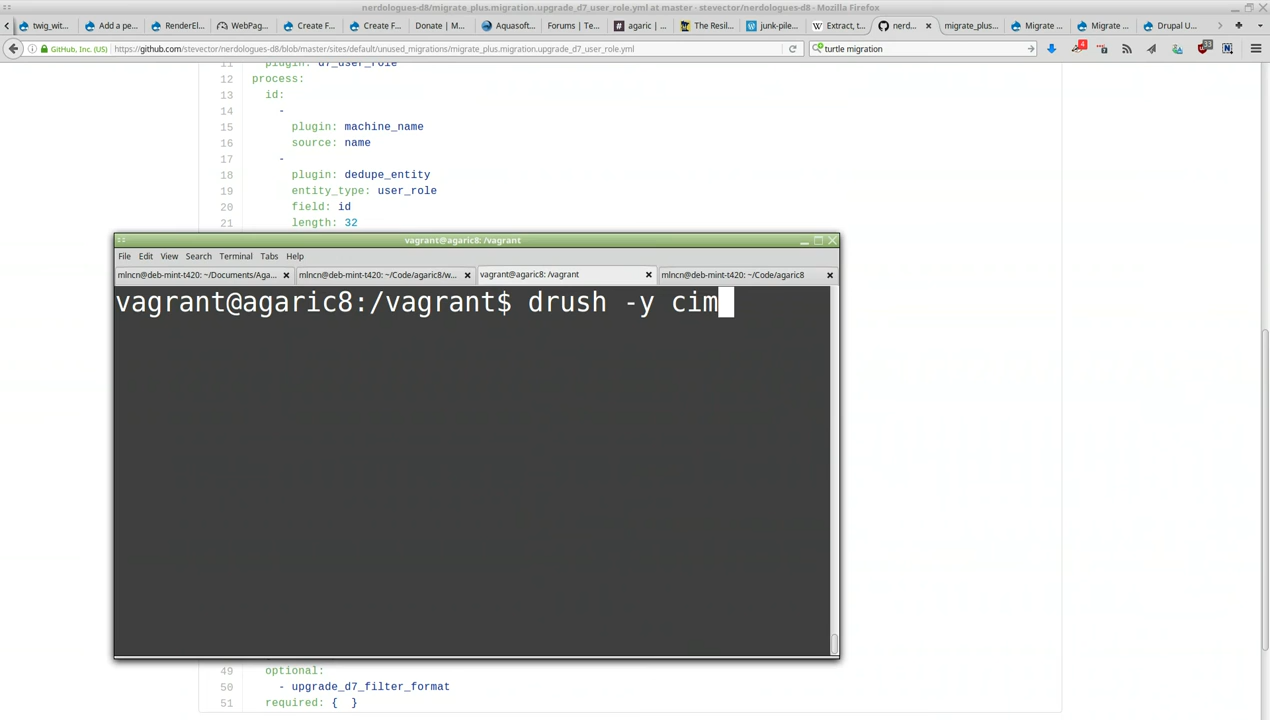 nerdologues-d8/migrate_plus.migration.upgrade_d7_user_role.yml at master - stevector/nerdologues-d8 - Mozilla Firefox
twig_wit... Add a pe... RenderEl... WebPag... Create F... Create F... Donate | M... Aquasoft... Forums | Te... agaric | ... The Resil... junk-pile... Extract, t... nerd... migrate_plus... Migrate ... Migrate ... Drupal U...
GitHub, Inc. (US) https://github.com/stevector/nerdologues-d8/blob/master/sites/default/unused_migrations/migrate_plus.migration.upgrade_d7_user_role.yml turtle migration 4 33
11 plugin: d7_user_role
12 process:
13 id:
14 -
15 plugin: machine_name
16 source: name
17 -
18 plugin: dedupe_entity
19 entity_type: user_role
20 field: id
21 length: 32
vagrant@agaric8: /vagrant
File Edit View Search Terminal Tabs Help
mlncn@deb-mint-t420: ~/Documents/Aga... mlncn@deb-mint-t420: ~/Code/agaric8/w... vagrant@agaric8: /vagrant mlncn@deb-mint-t420: ~/Code/agaric8
vagrant@agaric8:/vagrant$ drush -y cim
49 optional:
50 - upgrade_d7_filter_format
51 required: { }